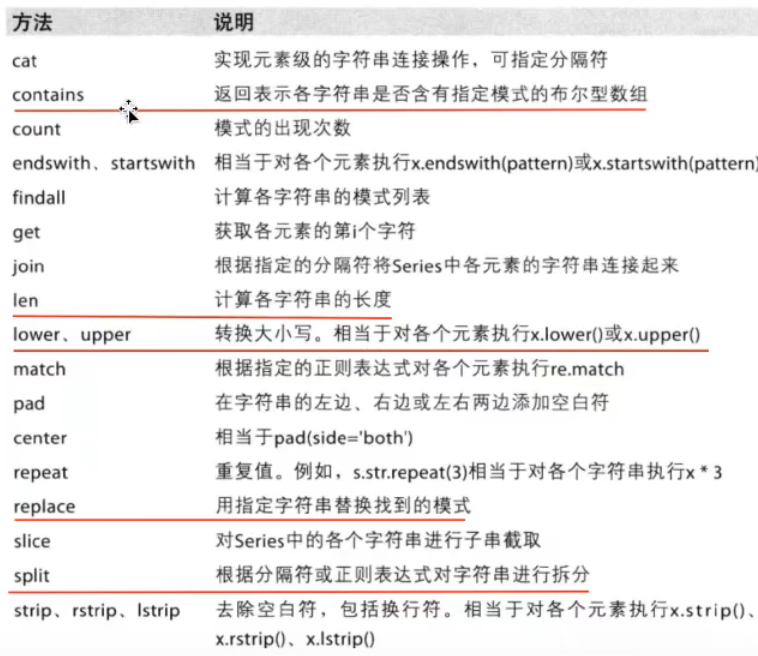 方法 说明
cat 实现元素级的字符串连接操作，可指定分隔符
contains 返回表示各字符串是否含有指定模式的布尔型数组
count 模式的出现次数
endswith、startswith 相当于对各个元素执行x.endswith(pattern)或x.startswith(pattern)
findall 计算各字符串的模式列表
get 获取各元素的第i个字符
join 根据指定的分隔符将Series中各元素的字符串连接起来
len 计算各字符串的长度
lower、upper 转换大小写。相当于对各个元素执行x.lower()或x.upper()
match 根据指定的正则表达式对各个元素执行re.match
pad 在字符串的左边、右边或左右两边添加空白符
center 相当于pad(side='both')
repeat 重复值。例如，s.str.repeat(3)相当于对各个字符串执行x * 3
replace 用指定字符串替换找到的模式
slice 对Series中的各个字符串进行子串截取
split 根据分隔符或正则表达式对字符串进行拆分
strip、rstrip、lstrip 去除空白符，包括换行符。相当于对各个元素执行x.strip()、
x.rstrip()、x.lstrip()